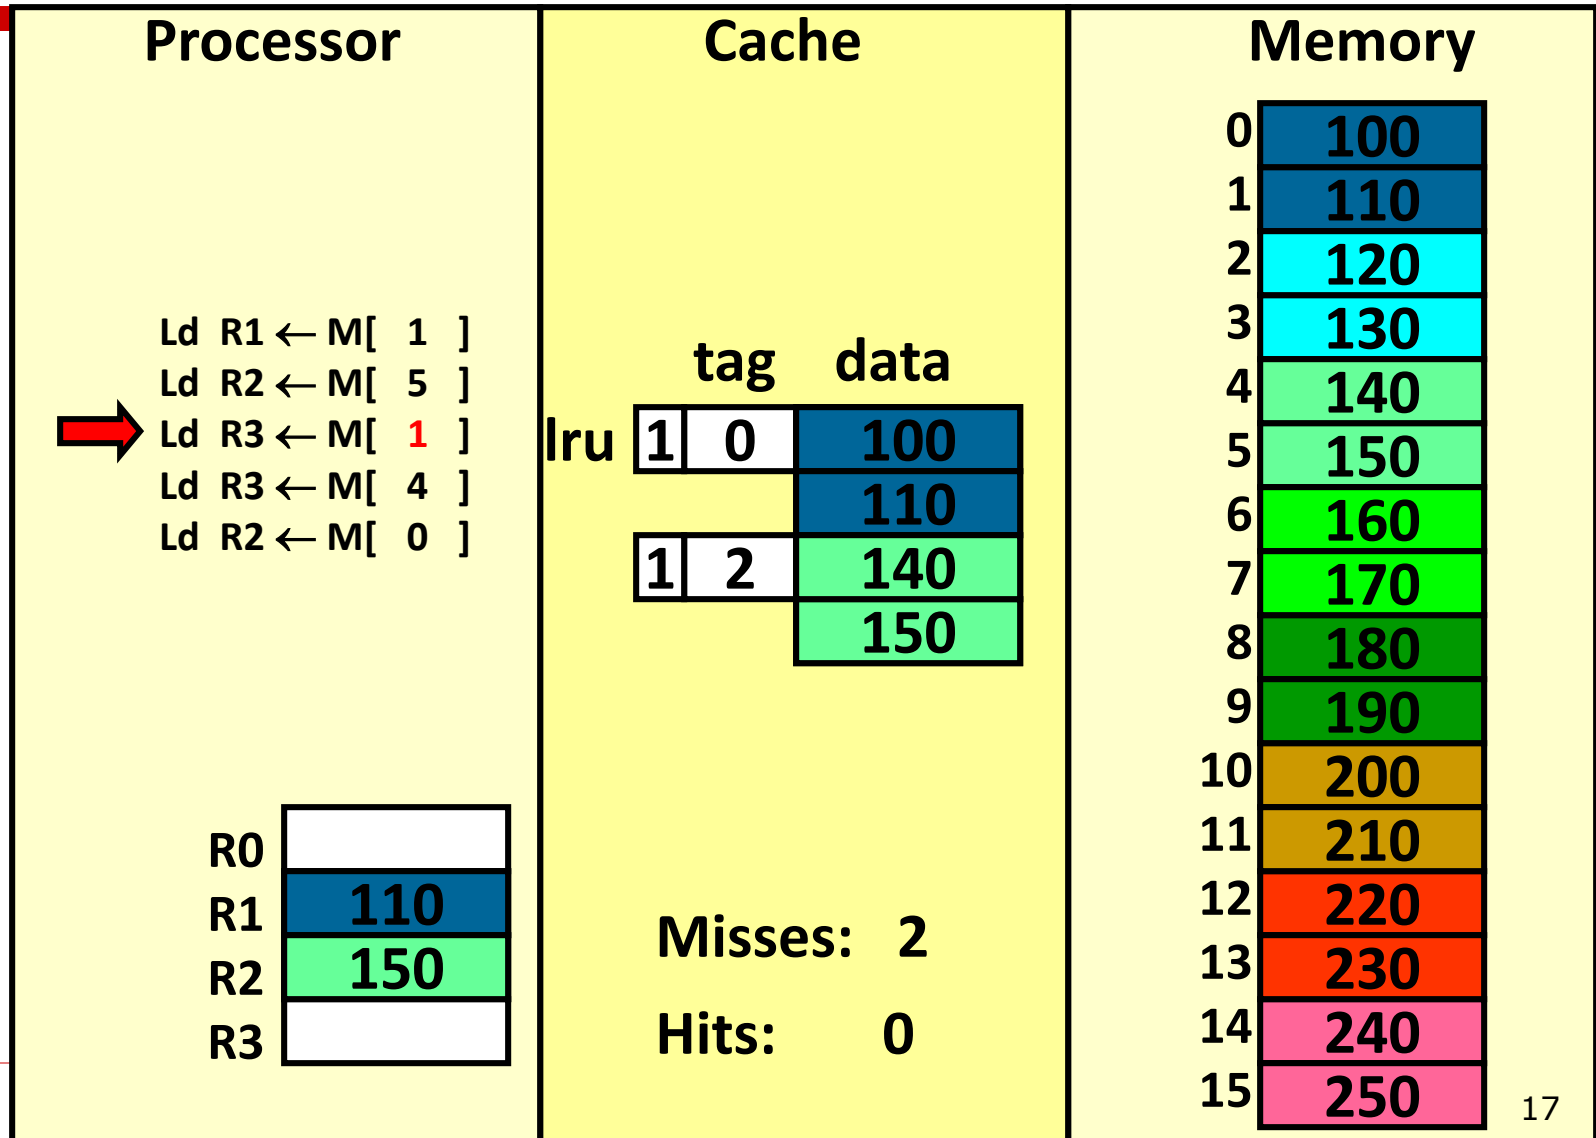 Processor
Ld R1 ← M[ 1 ]
Ld R2 ← M[ 5 ]
Ld R3 ← M[ 1 ]
Ld R3 ← M[ 4 ]
Ld R2 ← M[ 0 ]
R0
R1 110
R2 150
R3
Cache
tag data
lru 1 0 100
110
1 2 140
150
Misses: 2
Hits: 0
Memory
0 100
1 110
2 120
3 130
4 140
5 150
6 160
7 170
8 180
9 190
10 200
11 210
12 220
13 230
14 240
15 250
17